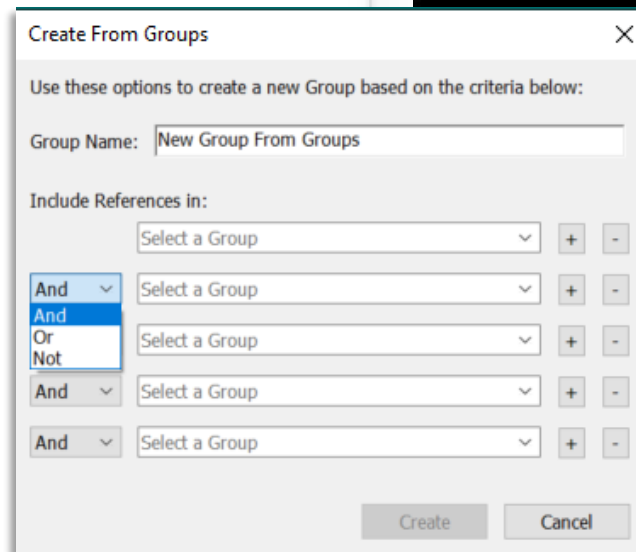 Create From Groups
Use these options to create a new Group based on the criteria below:
Group Name: New Group From Groups
Include References in:
Select a Group + -
And Select a Group + -
And
Or
Not
Select a Group + -
And Select a Group + -
And Select a Group + -
Create Cancel